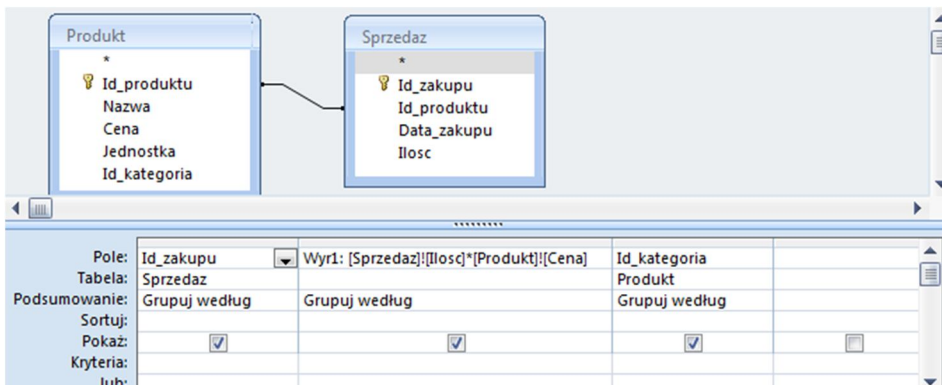 Produkt
*
Id_produktu
Nazwa
Cena
Jednostka
Id_kategoria
Sprzedaz
*
Id_zakupu
Id_produktu
Data_zakupu
Ilosc
Pole: Id_zakupu Wyr1: [Sprzedaz]![Ilosc]*[Produkt]![Cena] Id_kategoria
Tabela: Sprzedaz Produkt
Podsumowanie: Grupuj według Grupuj według Grupuj według
Sortuj:
Pokaż:
Kryteria:
lub: